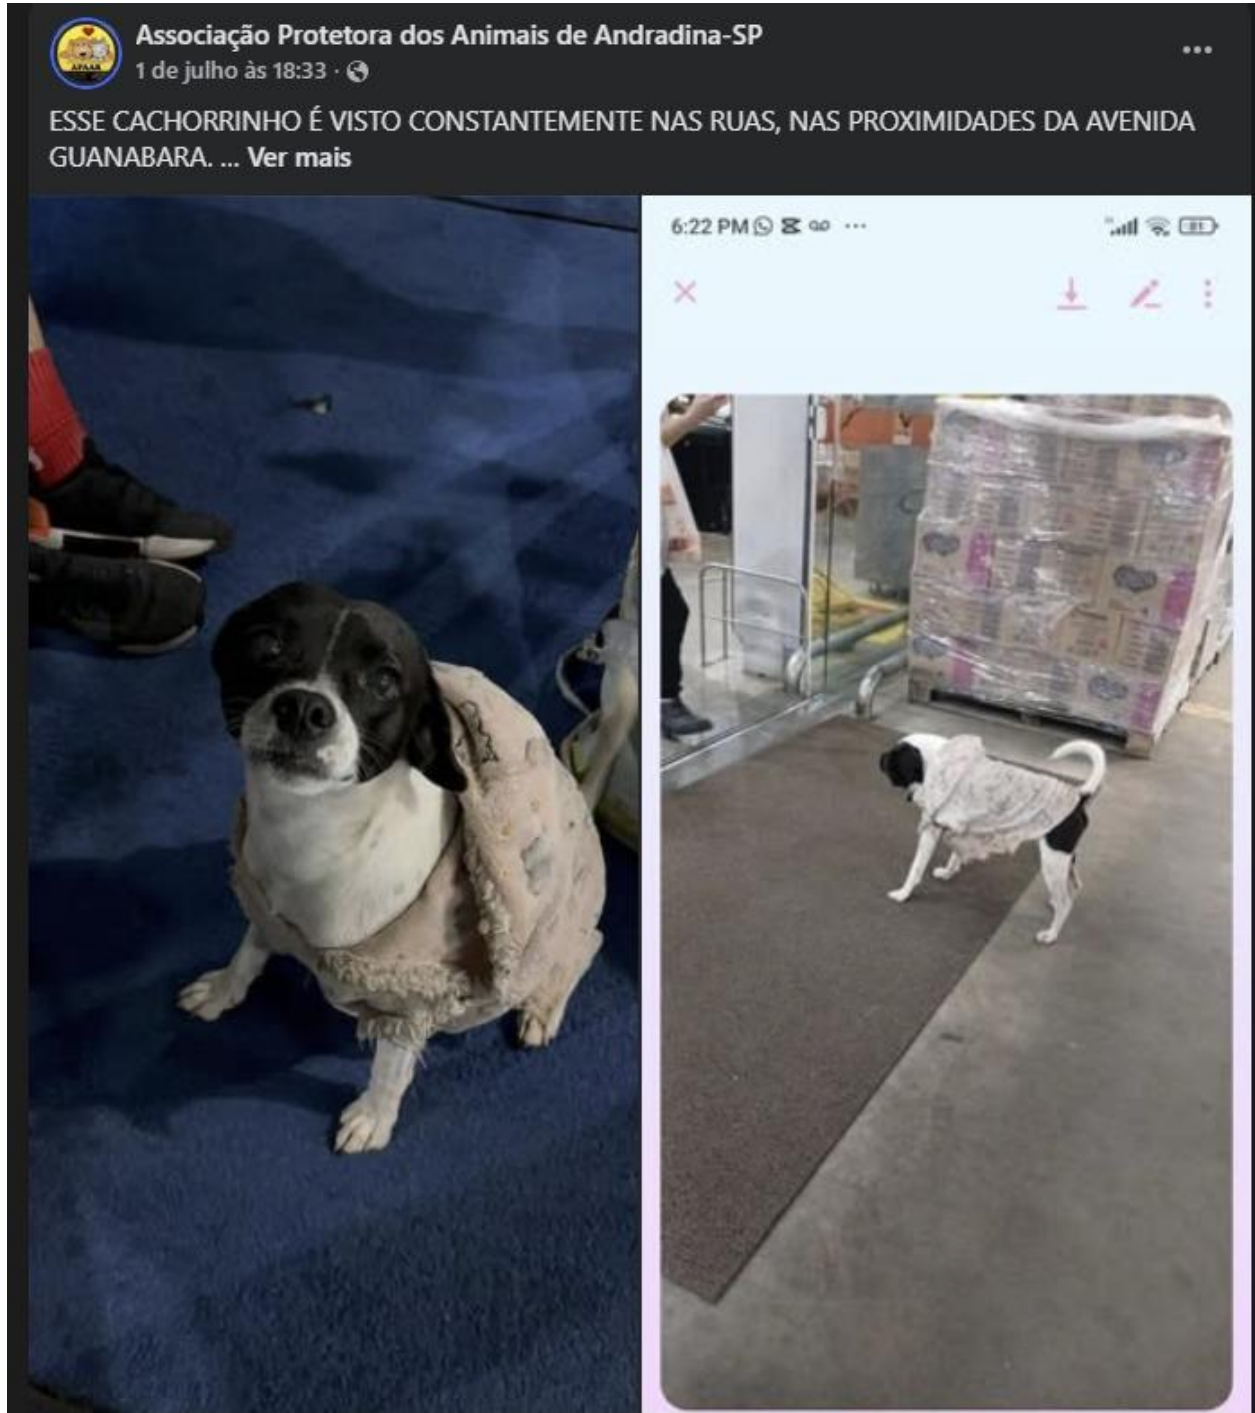 Associação Protetora dos Animais de Andradina-SP
1 de julho às 18:33 ·
ESSE CACHORRINHO É VISTO CONSTANTEMENTE NAS RUAS, NAS PROXIMIDADES DA AVENIDA
GUANABARA. ... Ver mais
6:22 PM
81